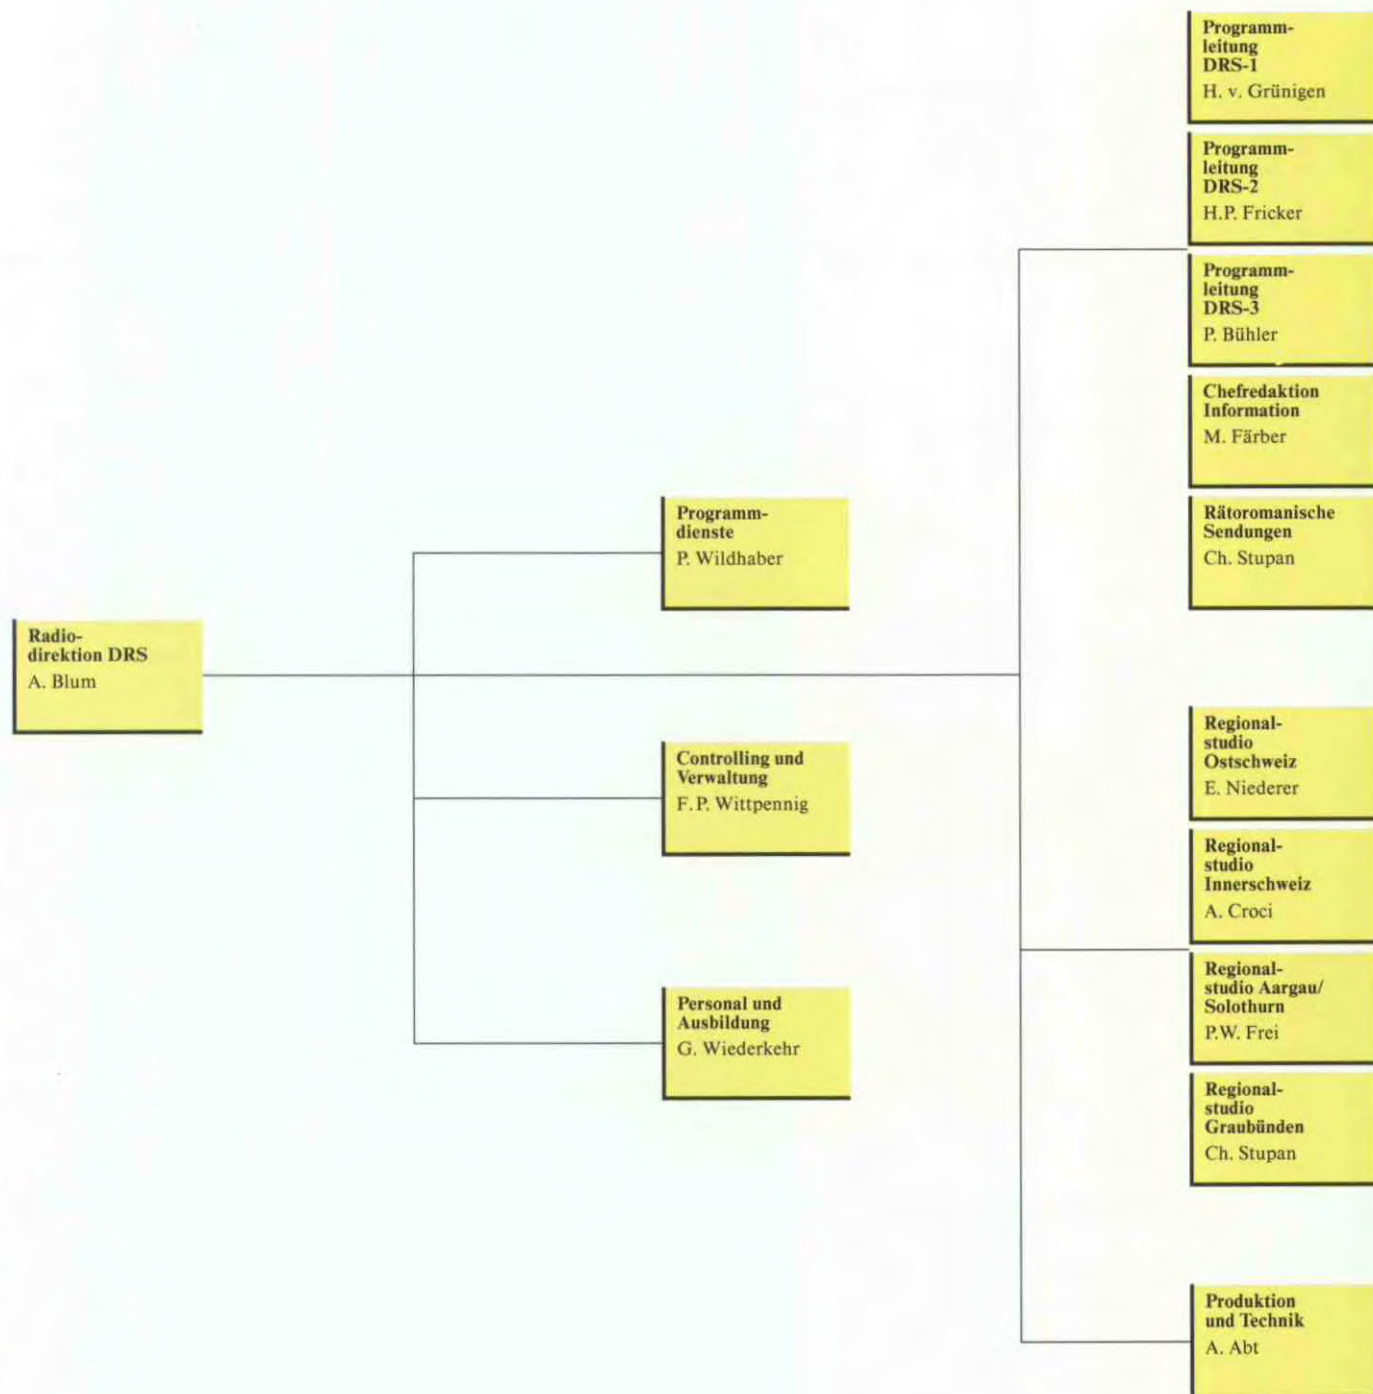 Radio-
direktion DRS
A. Blum
Programm-
dienste
P. Wildhaber
Controlling und
Verwaltung
F.P. Wittpennig
Personal und
Ausbildung
G. Wiederkehr
Programm-
leitung
DRS-1
H. v. Grünigen
Programm-
leitung
DRS-2
H.P. Fricker
Programm-
leitung
DRS-3
P. Bühler
Chefredaktion
Information
M. Färber
Rätoromanische
Sendungen
Ch. Stupan
Regional-
studio
Ostschweiz
E. Niederer
Regional-
studio
Innerschweiz
A. Croci
Regional-
studio Aargau/
Solothurn
P.W. Frei
Regional-
studio
Graubünden
Ch. Stupan
Produktion
und Technik
A. Abt